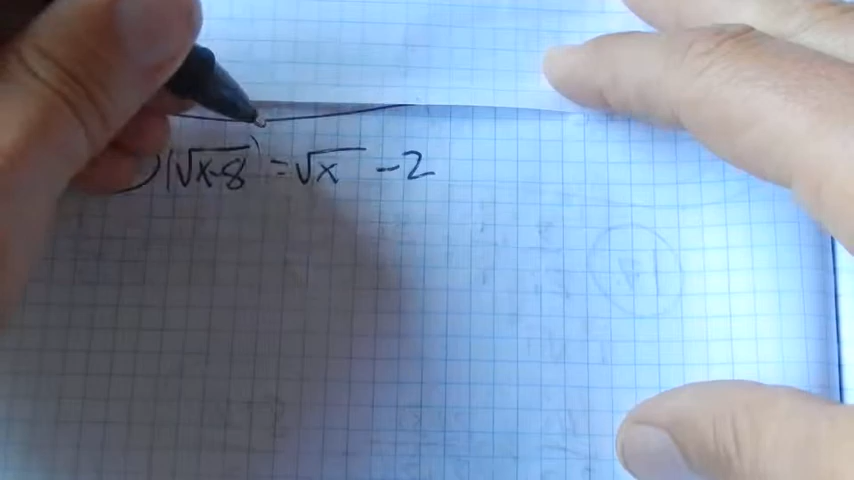 (√x-8) = √x - 2